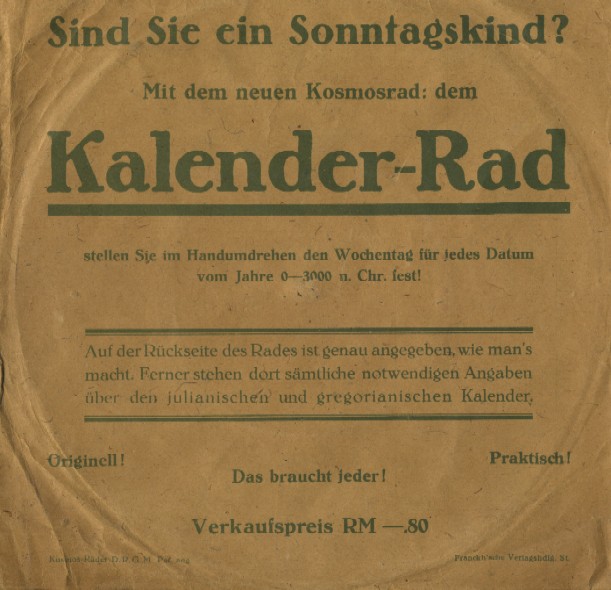 Sind Sie ein Sonntagskind?
Mit dem neuen Kosmosrad: dem
Kalender-Rad
stellen Sie im Handumdrehen den Wochentag für jedes Datum
vom Jahre 0—3000 n. Chr. fest!
Auf der Rückseite des Rades ist genau angegeben, wie man's
macht. Ferner stehen dort sämtliche notwendigen Angaben
über den julianischen und gregorianischen Kalender.
Originell!
Praktisch!
Das braucht jeder!
Verkaufspreis RM —.80
Kosmos-Räder D. R. G. M.
Franckh'sche Verlagshdlg. St.